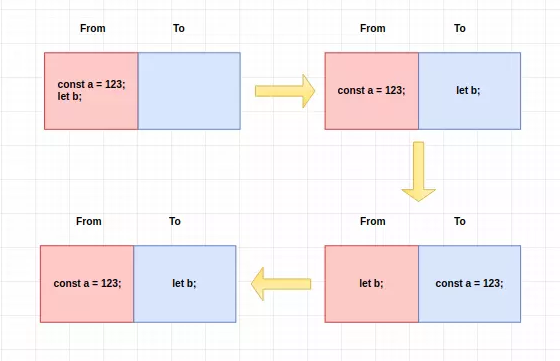 From To
const a = 123;
let b;
From To
const a = 123; let b;
From To
const a = 123; let b;
From To
let b; const a = 123;